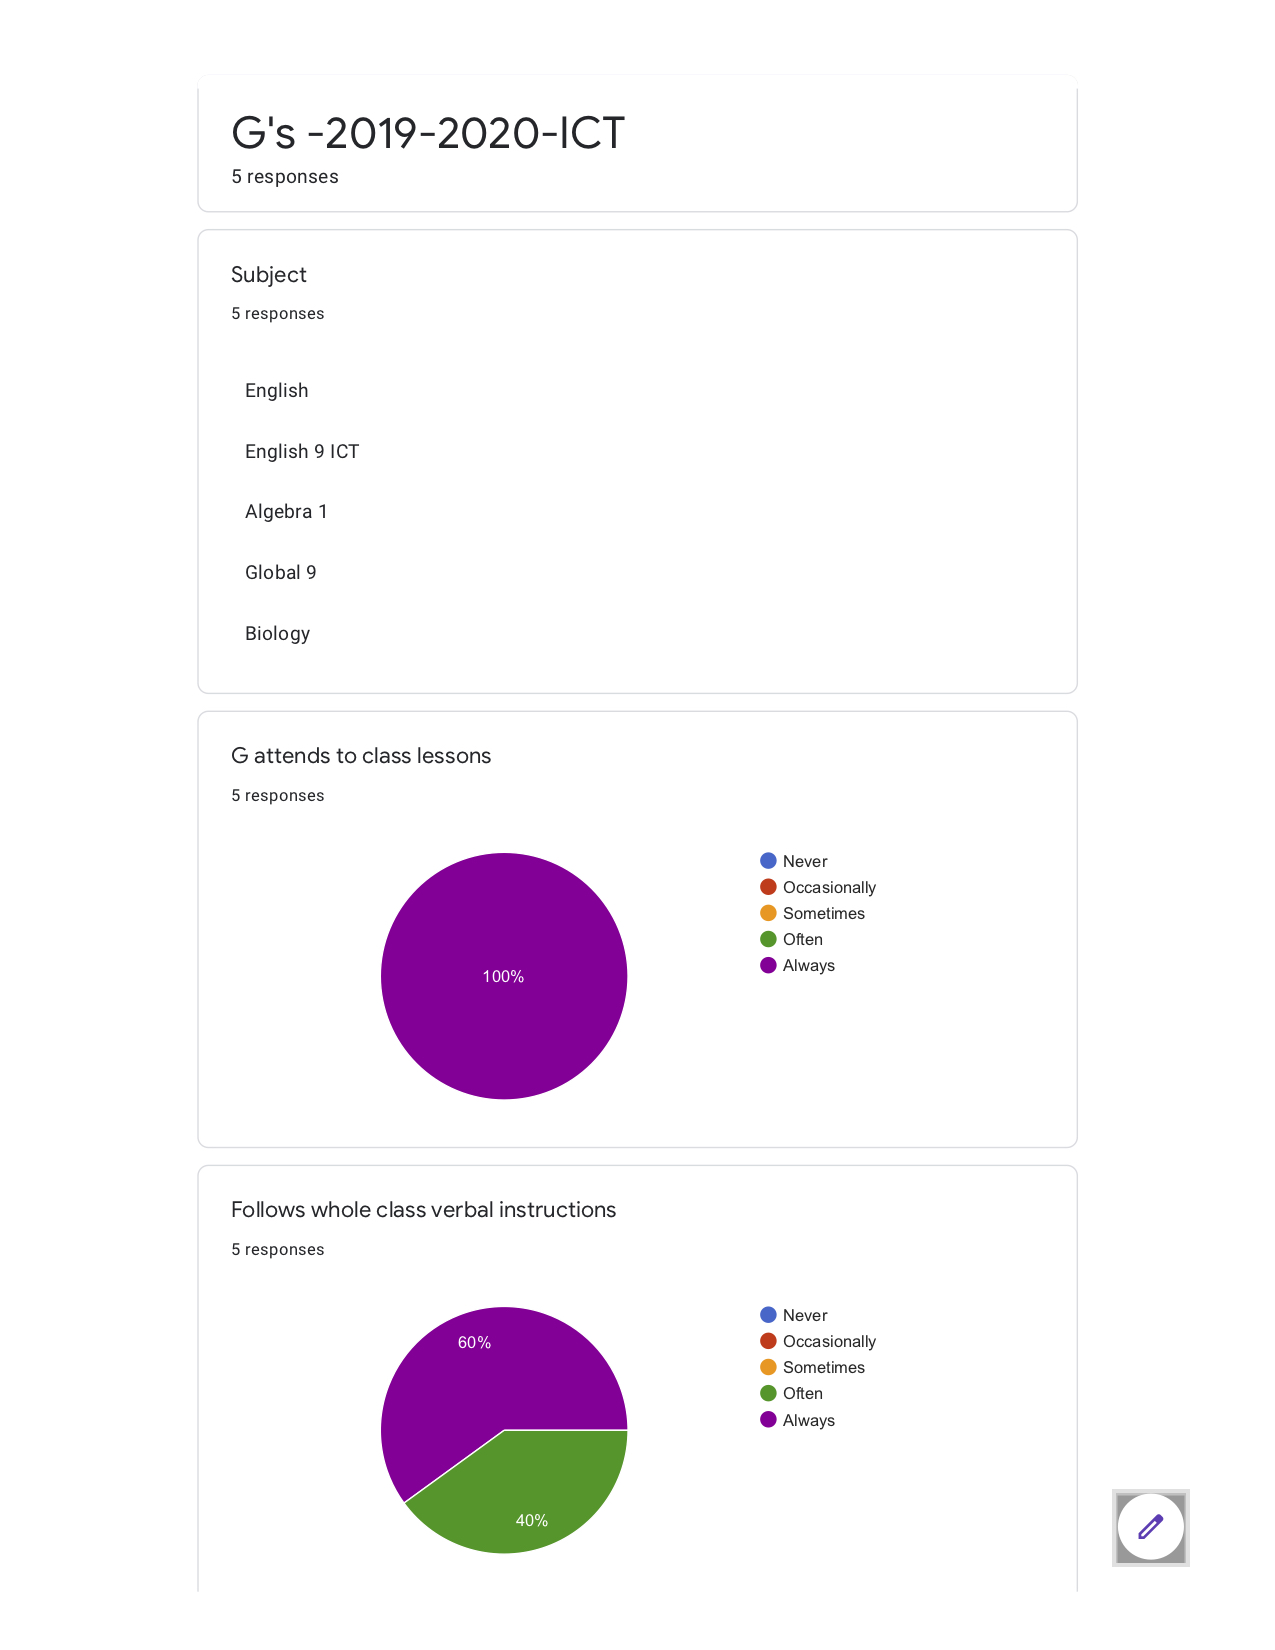 G's -2019-2020-ICT
5 responses
Subject
5 responses
English
English 9 ICT
Algebra 1
Global 9
Biology
G attends to class lessons
5 responses
100%
Never
Occasionally
Sometimes
Often
Always
Follows whole class verbal instructions
5 responses
60%
40%
Never
Occasionally
Sometimes
Often
Always